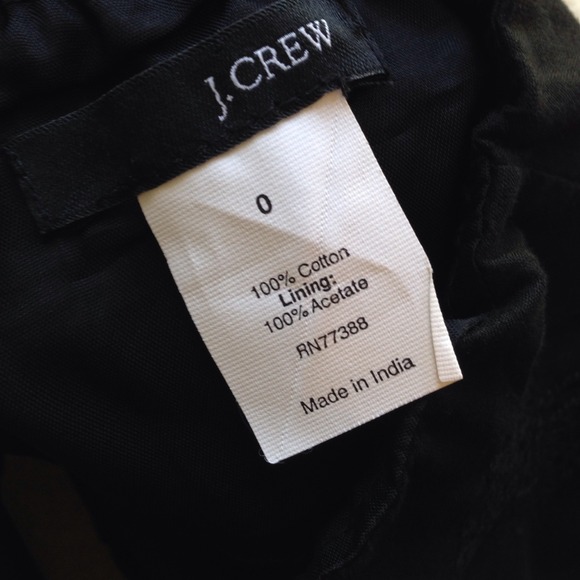 J.CREW
0
100% Cotton
Lining:
100% Acetate
RN77388
Made in India